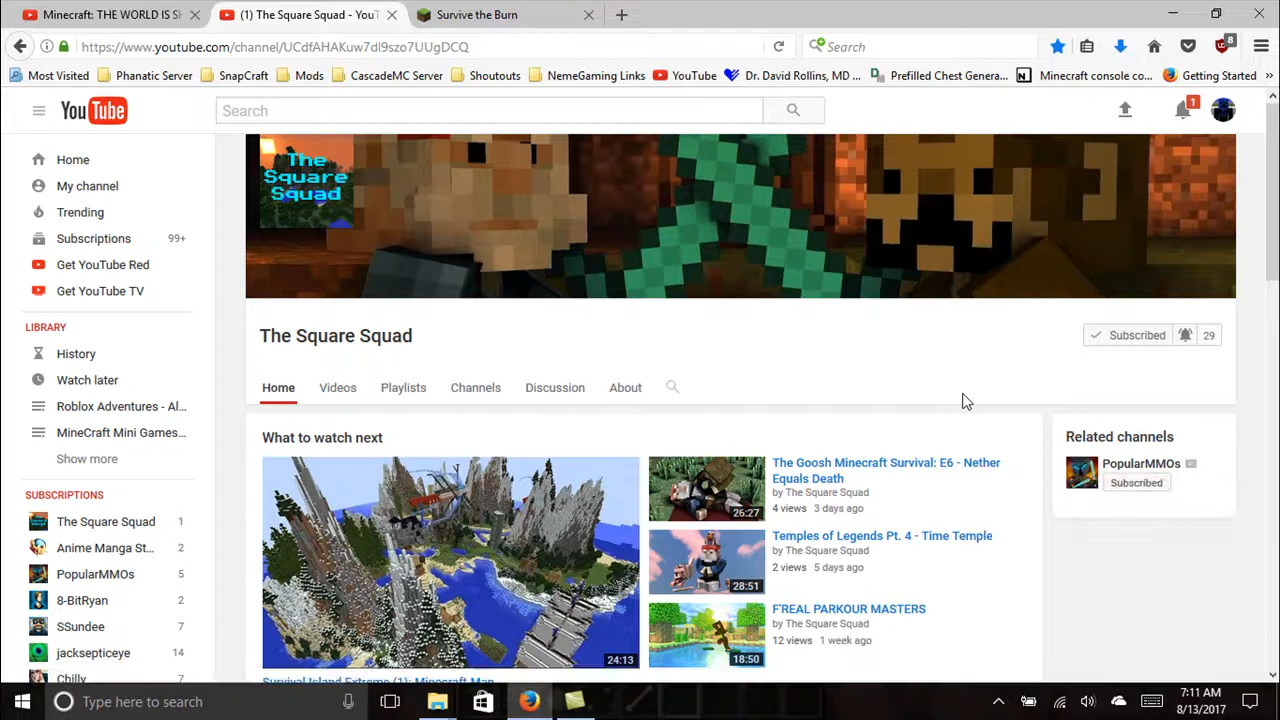 Minecraft: THE WORLD IS SH
(1) The Square Squad - YouT
Survive the Burn
https://www.youtube.com/channel/UCdfAHAKuw7dl9szo7UUgDCQ
Search
8
Most Visited
Phanatic Server
SnapCraft
Mods
CascadeMC Server
Shoutouts
NemeGaming Links
YouTube
Dr. David Rollins, MD ...
Prefilled Chest Genera...
Minecraft console co...
Getting Started
YouTube
Search
1
Home
My channel
Trending
Subscriptions 99+
Get YouTube Red
Get YouTube TV
LIBRARY
History
Watch later
Roblox Adventures - Al...
MineCraft Mini Games...
Show more
SUBSCRIPTIONS
The Square Squad 1
Anime Manga St... 2
PopularMMOs 5
8-BitRyan 2
SSundee 7
jacksepticeye 14
Chilly
The
Square
Squad
The Square Squad
Subscribed 29
Home Videos Playlists Channels Discussion About
What to watch next
24:13
Survival Island Extreme (1): Minecraft Map
26:27
The Goosh Minecraft Survival: E6 - Nether
Equals Death
by The Square Squad
4 views 3 days ago
28:51
Temples of Legends Pt. 4 - Time Temple
by The Square Squad
2 views 5 days ago
18:50
F'REAL PARKOUR MASTERS
by The Square Squad
12 views 1 week ago
Related channels
PopularMMOs
Subscribed
Type here to search
7:11 AM
8/13/2017